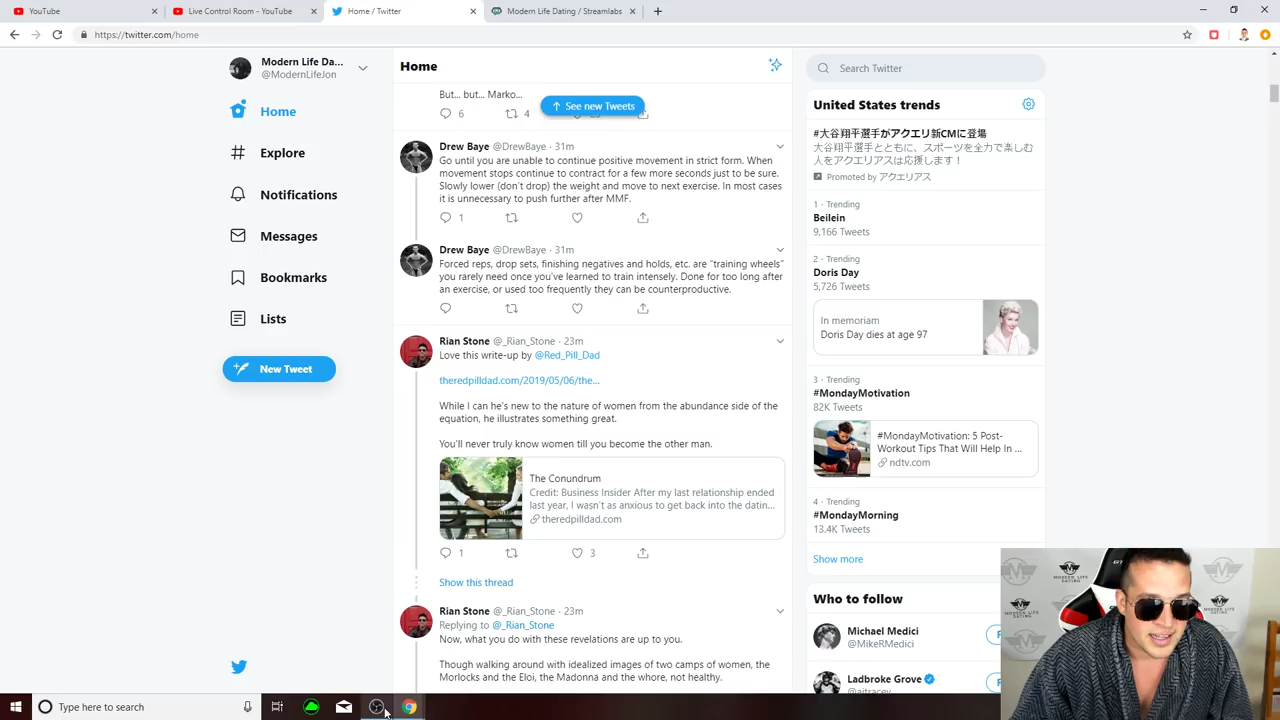 YouTube
Live Control Room - YouTube
Home / Twitter
Modern Life Dating / Streamlabs
https://twitter.com/home
Modern Life Da...
@ModernLifeJon
Home
Explore
Notifications
Messages
Bookmarks
Lists
New Tweet
Home
But... but... Marko...
See new Tweets
6
4
Drew Baye @DrewBaye · 31m
Go until you are unable to continue positive movement in strict form. When
movement stops continue to contract for a few more seconds just to be sure.
Slowly lower (don't drop) the weight and move to next exercise. In most cases
it is unnecessary to push further after MMF.
1
Drew Baye @DrewBaye · 31m
Forced reps, drop sets, finishing negatives and holds, etc. are "training wheels"
you rarely need once you've learned to train intensely. Done for too long after
an exercise, or used too frequently they can be counterproductive.
Rian Stone @_Rian_Stone · 23m
Love this write-up by @Red_Pill_Dad
theredpilldad.com/2019/05/06/the...
While I can he's new to the nature of women from the abundance side of the
equation, he illustrates something great.
You'll never truly know women till you become the other man.
The Conundrum
Credit: Business Insider After my last relationship ended
last year, I wasn't as anxious to get back into the datin...
theredpilldad.com
1
3
Show this thread
Rian Stone @_Rian_Stone · 23m
Replying to @_Rian_Stone
Now, what you do with these revelations are up to you.
Though walking around with idealized images of two camps of women, the
Morlocks and the Eloi, the Madonna and the whore, not healthy.
Search Twitter
United States trends
#大谷翔平選手がアクエリ新CMに登場
大谷翔平選手とともに、スポーツを全力で楽しむ
人をアクエリアスは応援します！
Promoted by アクエリアス
1 · Trending
Beilein
9,166 Tweets
2 · Trending
Doris Day
5,726 Tweets
In memoriam
Doris Day dies at age 97
3 · Trending
#MondayMotivation
82K Tweets
#MondayMotivation: 5 Post-
Workout Tips That Will Help In ...
ndtv.com
4 · Trending
#MondayMorning
13.4K Tweets
Show more
Who to follow
Michael Medici
@MikeRMedici
Ladbroke Grove
@aitracey
MODERN LIFE
DATING
Type here to search